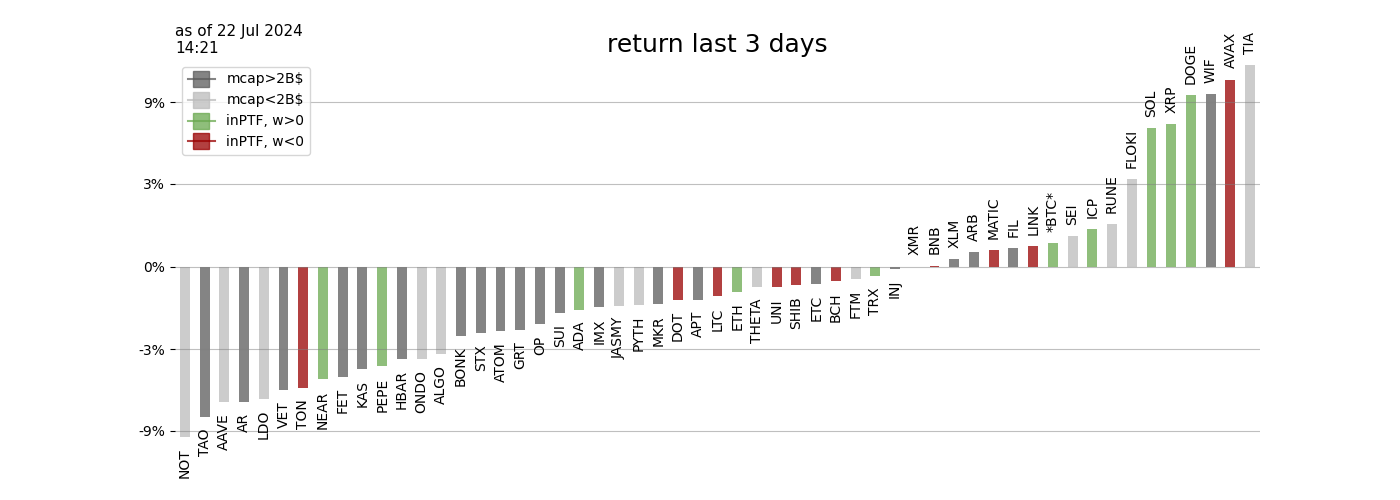 as of 22 Jul 2024
14:21
return last 3 days
mcap>2B$
mcap<2B$
inPTF, w>0
inPTF, w<0
9%
3%
0%
-3%
-9%
NOT
TAO
AAVE
AR
LDO
VET
TON
NEAR
FET
KAS
PEPE
HBAR
ONDO
ALGO
BONK
STX
ATOM
GRT
OP
SUI
ADA
IMX
JASMY
PYTH
MKR
DOT
APT
LTC
ETH
THETA
UNI
SHIB
ETC
BCH
FTM
TRX
INJ
XMR
BNB
XLM
ARB
MATIC
FIL
LINK
*BTC*
SEI
ICP
RUNE
FLOKI
SOL
XRP
DOGE
WIF
AVAX
TIA